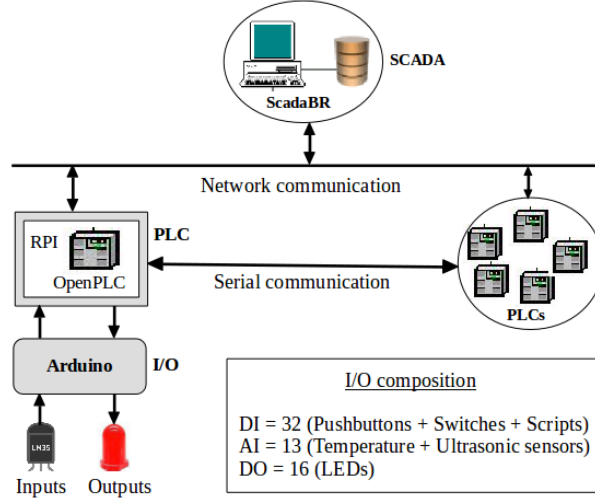 SCADA
ScadaBR
Network communication
RPI
PLC
OpenPLC
Serial communication
PLCs
Arduino
I/O
LM35
Inputs
Outputs
I/O composition
DI = 32 (Pushbuttons + Switches + Scripts)
AI = 13 (Temperature + Ultrasonic sensors)
DO = 16 (LEDs)